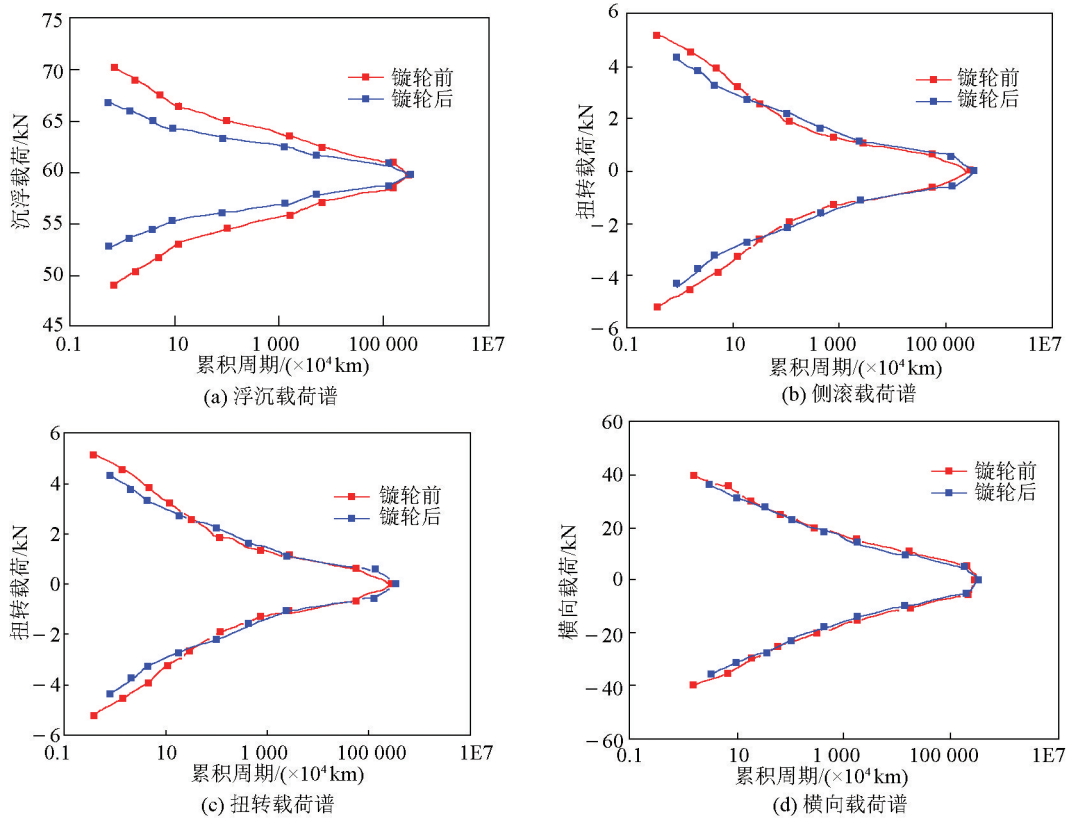 75
70
65
60
55
50
45
沉浮载荷/kN
镟轮前
镟轮后
0.1
10
1 000
100 000
1E7
累积周期/(×10⁴km)
(a) 浮沉载荷谱
6
4
2
0
−2
−4
−6
扭转载荷/kN
镟轮前
镟轮后
0.1
10
1 000
100 000
1E7
累积周期/(×10⁴km)
(b) 侧滚载荷谱
6
4
2
0
−2
−4
−6
扭转载荷/kN
镟轮前
镟轮后
0.1
10
1 000
100 000
1E7
累积周期/(×10⁴km)
(c) 扭转载荷谱
60
40
20
0
−20
−40
−60
横向载荷/kN
镟轮前
镟轮后
0.1
10
1 000
100 000
1E7
累积周期/(×10⁴km)
(d) 横向载荷谱